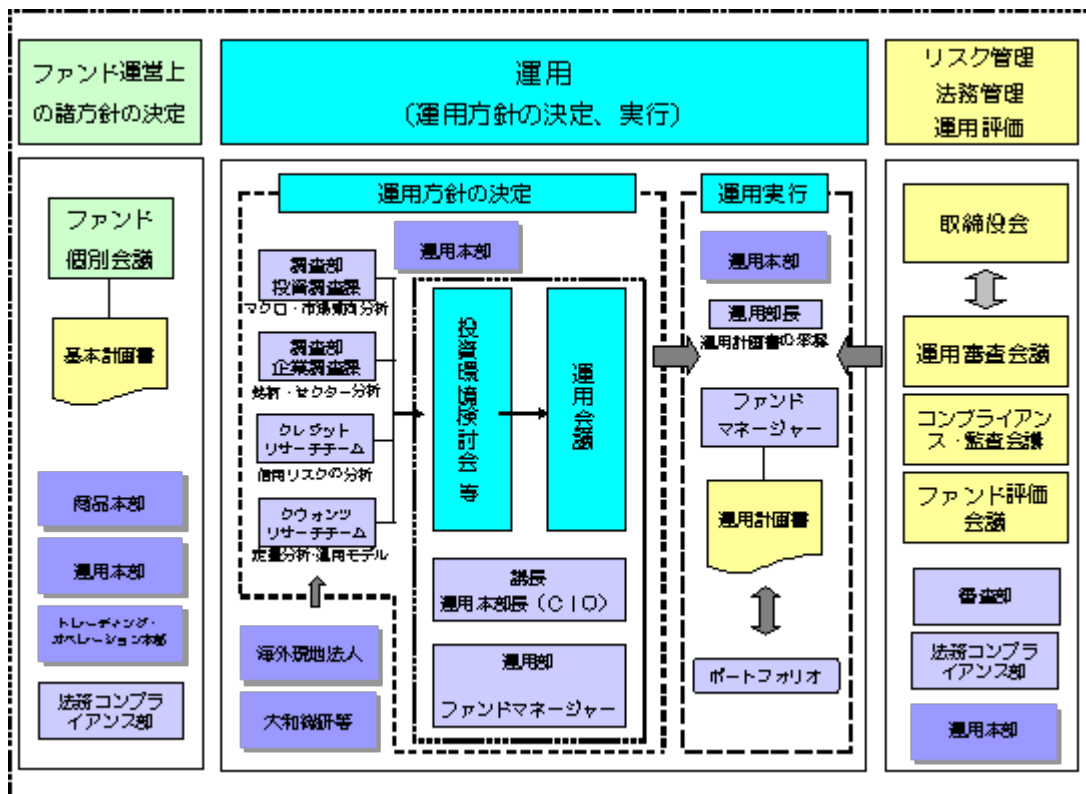 ファンド運営上
の諸方針の決定
運用
(運用方針の決定、実行)
リスク管理
法務管理
運用評価
ファンド
個別会議
基本計画書
商品本部
運用本部
トレーディング・
オペレーション本部
法務コンプラ
イアンス部
運用方針の決定
運用本部
調査部
投資調査課
マクロ・市場動向分析
調査部
企業調査課
銘柄・セクター分析
クレジット
リサーチチーム
信用リスクの分析
クウォンツ
リサーチチーム
定量分析・運用モデル
海外現地法人
大和総研等
投資環境検討会 等
運用会議
議長
運用本部長(CIO)
運用部
ファンドマネージャー
運用実行
運用本部
運用部長
運用計画書の承認
ファンド
マネージャー
運用計画書
ポートフォリオ
取締役会
運用審査会議
コンプライアン
ス・監査会議
ファンド評価
会議
審査部
法務コンプラ
イアンス部
運用本部